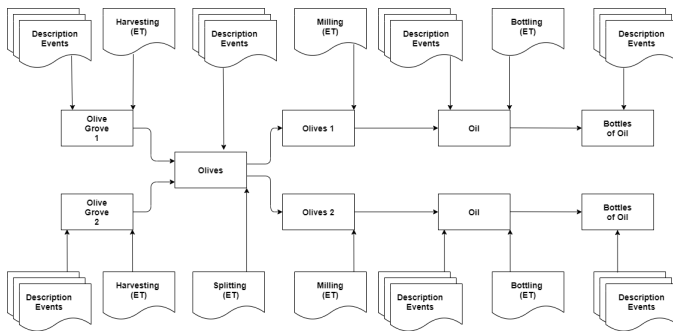 Description
Events
Harvesting
(ET)
Description
Events
Milling
(ET)
Description
Events
Bottling
(ET)
Description
Events
Olive
Grove
1
Olives 1
Oil
Bottles
of Oil
Olives
Olive
Grove
2
Olives 2
Oil
Bottles
of Oil
Description
Events
Harvesting
(ET)
Splitting
(ET)
Milling
(ET)
Description
Events
Bottling
(ET)
Description
Events